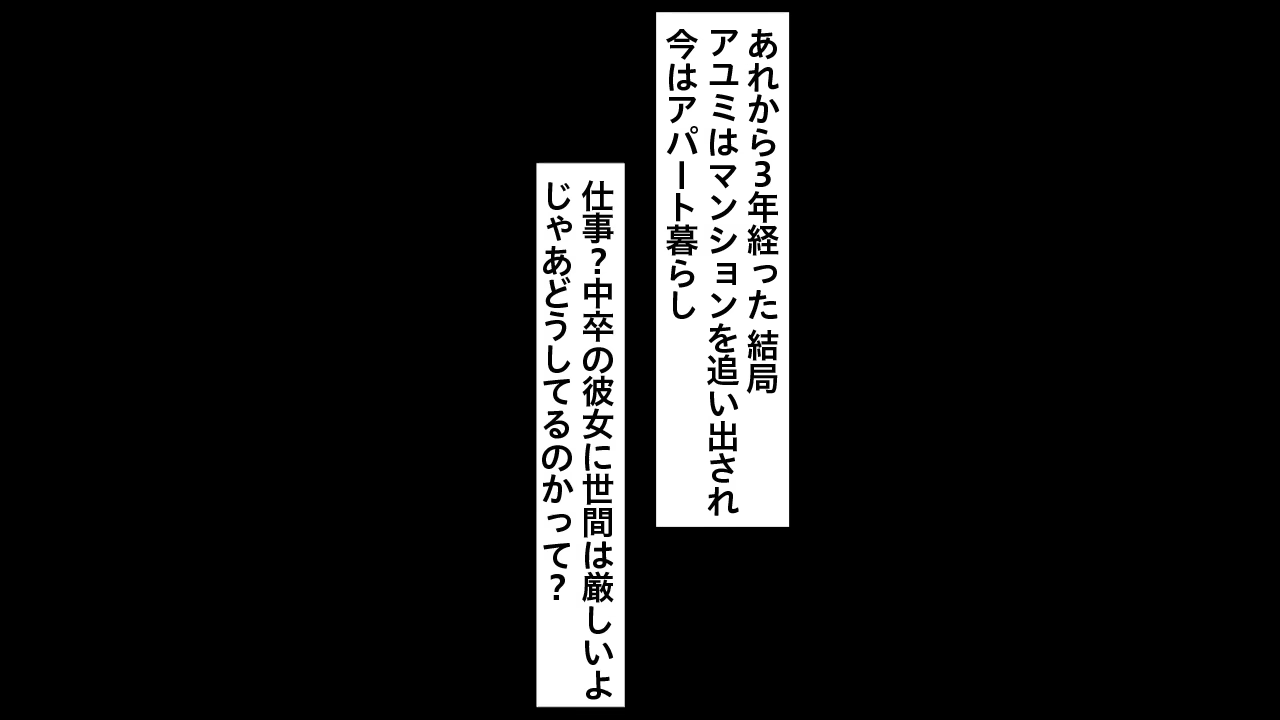 あれから3年経った 結局
アユミはマンションを追い出され
今はアパート暮らし
仕事？中卒の彼女に世間は厳しいよ
じゃあどうしてるのかって？